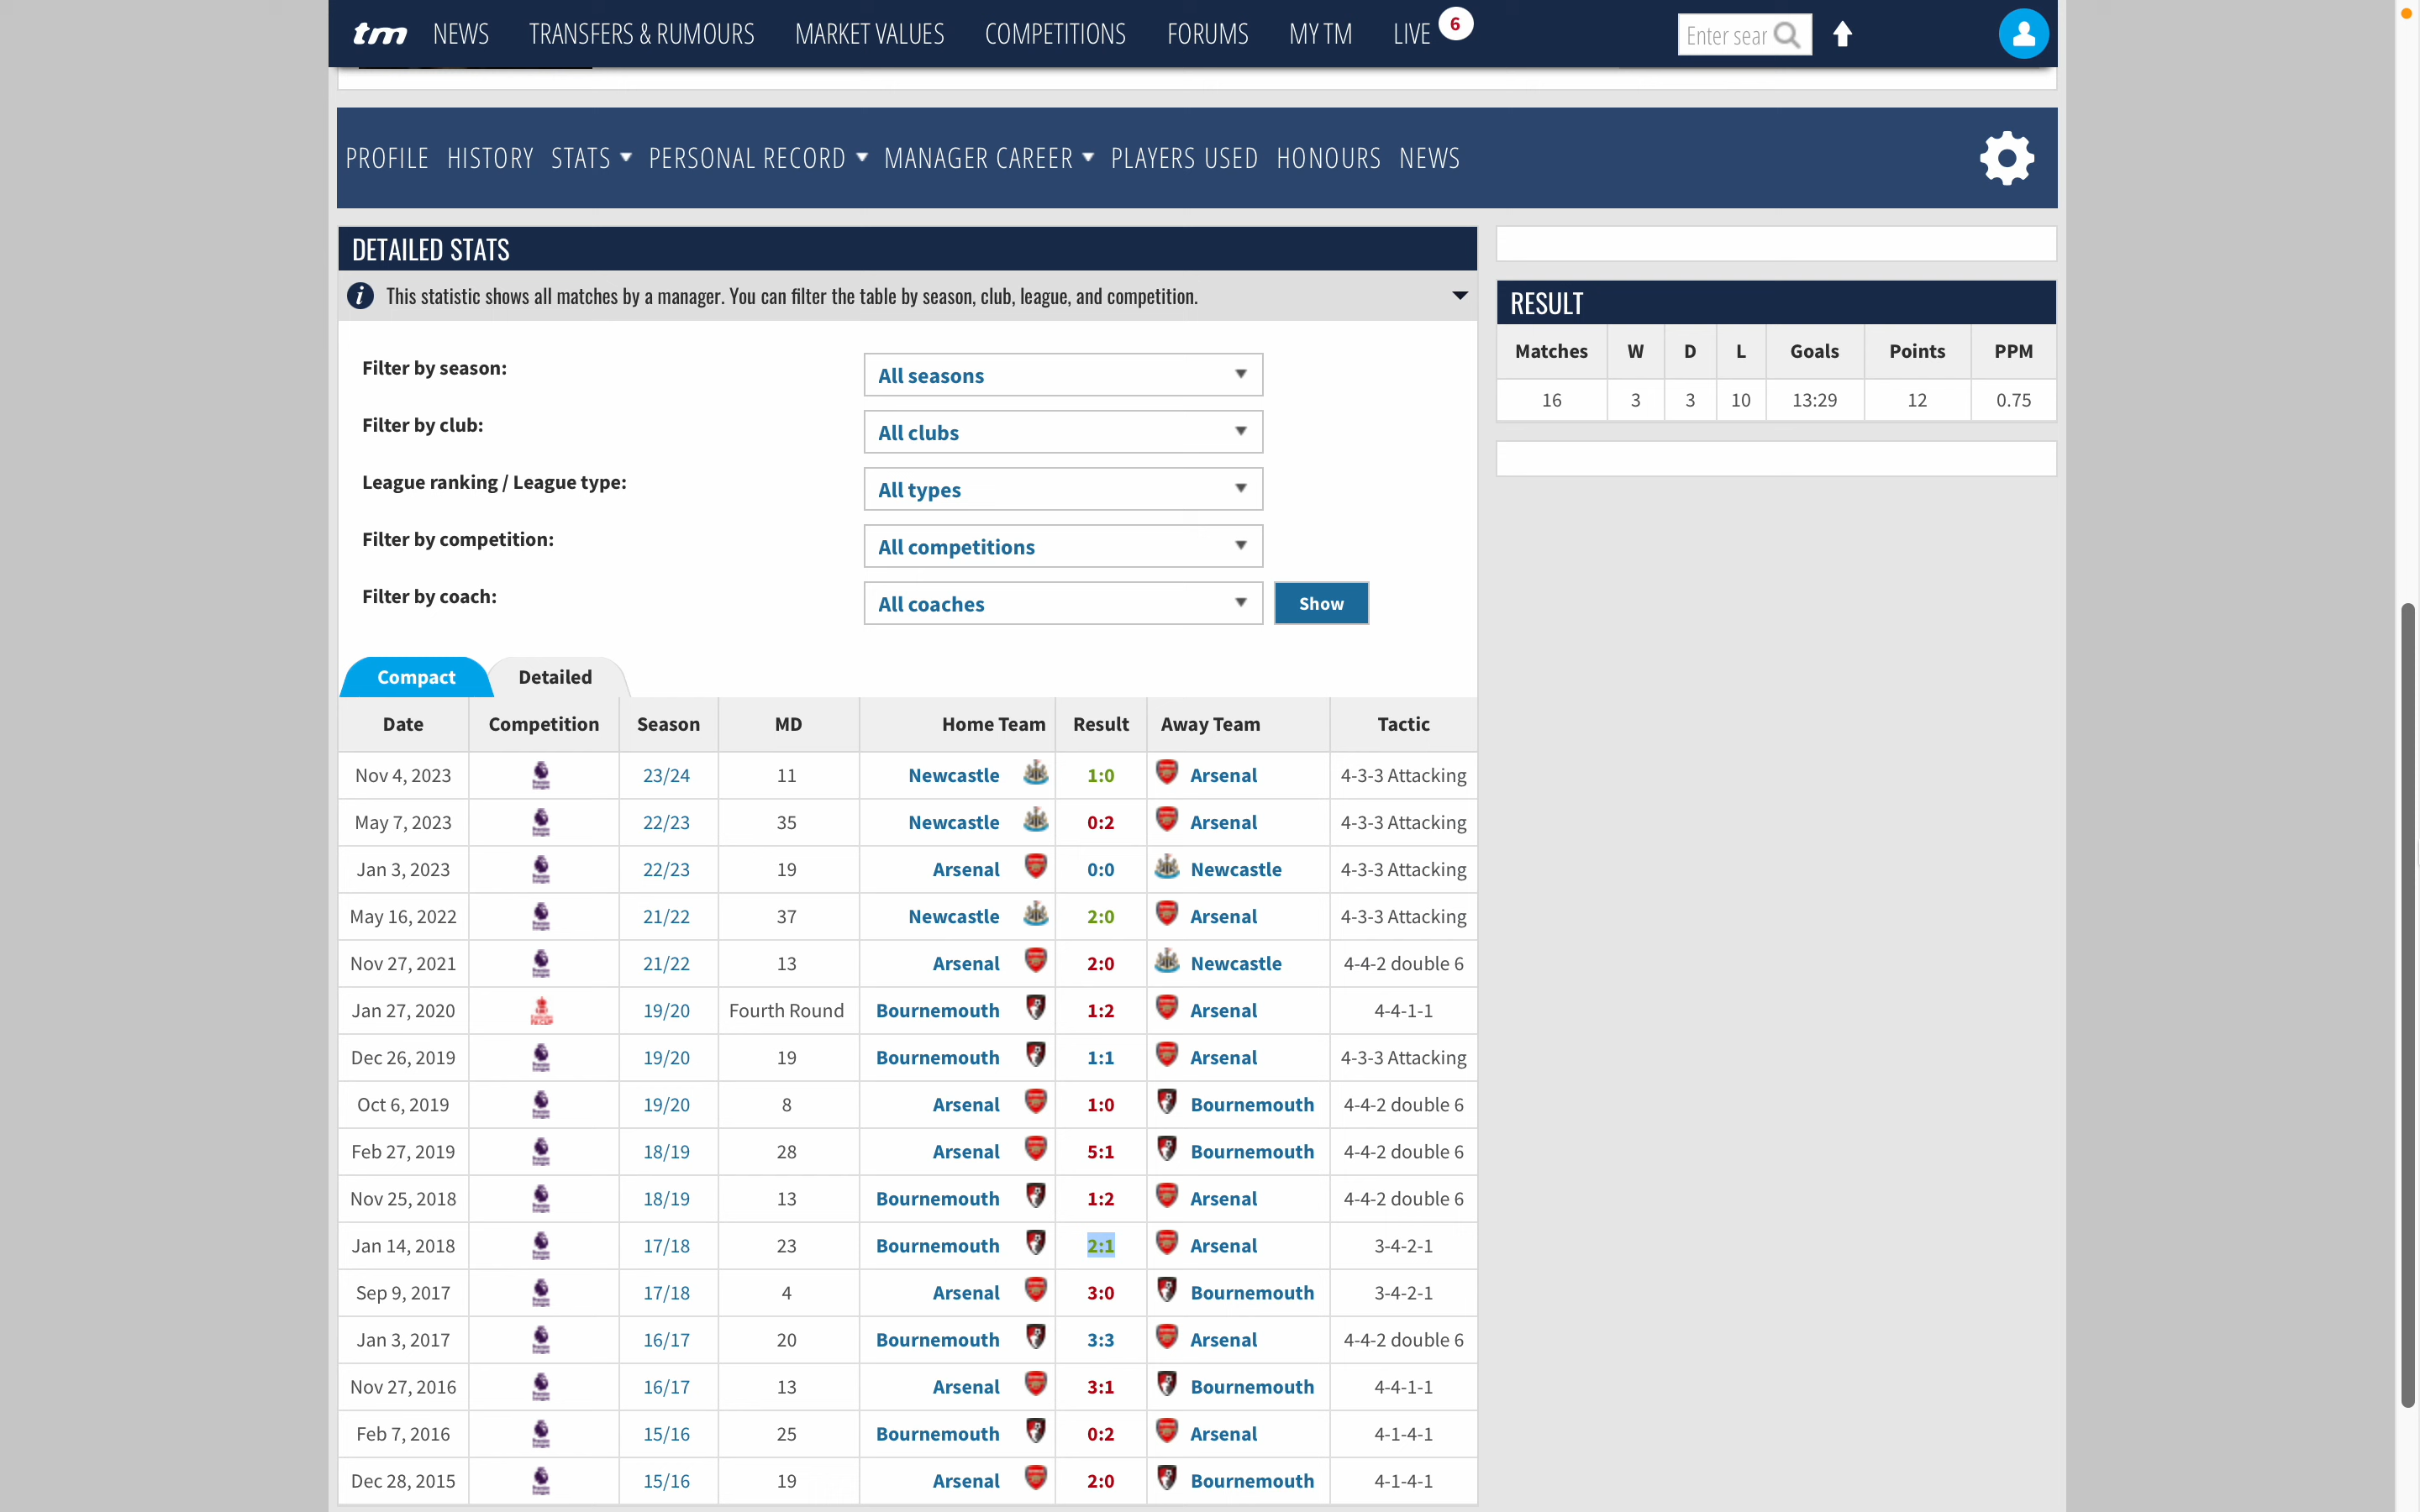 tm NEWS TRANSFERS & RUMOURS MARKET VALUES COMPETITIONS FORUMS MY TM LIVE 6 Enter sear
PROFILE HISTORY STATS PERSONAL RECORD MANAGER CAREER PLAYERS USED HONOURS NEWS
DETAILED STATS
This statistic shows all matches by a manager. You can filter the table by season, club, league, and competition.
Filter by season: All seasons
Filter by club: All clubs
League ranking / League type: All types
Filter by competition: All competitions
Filter by coach: All coaches Show
Compact Detailed
Date Competition Season MD Home Team Result Away Team Tactic
Nov 4, 2023 23/24 11 Newcastle 1:0 Arsenal 4-3-3 Attacking
May 7, 2023 22/23 35 Newcastle 0:2 Arsenal 4-3-3 Attacking
Jan 3, 2023 22/23 19 Arsenal 0:0 Newcastle 4-3-3 Attacking
May 16, 2022 21/22 37 Newcastle 2:0 Arsenal 4-3-3 Attacking
Nov 27, 2021 21/22 13 Arsenal 2:0 Newcastle 4-4-2 double 6
Jan 27, 2020 19/20 Fourth Round Bournemouth 1:2 Arsenal 4-4-1-1
Dec 26, 2019 19/20 19 Bournemouth 1:1 Arsenal 4-3-3 Attacking
Oct 6, 2019 19/20 8 Arsenal 1:0 Bournemouth 4-4-2 double 6
Feb 27, 2019 18/19 28 Arsenal 5:1 Bournemouth 4-4-2 double 6
Nov 25, 2018 18/19 13 Bournemouth 1:2 Arsenal 4-4-2 double 6
Jan 14, 2018 17/18 23 Bournemouth 2:1 Arsenal 3-4-2-1
Sep 9, 2017 17/18 4 Arsenal 3:0 Bournemouth 3-4-2-1
Jan 3, 2017 16/17 20 Bournemouth 3:3 Arsenal 4-4-2 double 6
Nov 27, 2016 16/17 13 Arsenal 3:1 Bournemouth 4-4-1-1
Feb 7, 2016 15/16 25 Bournemouth 0:2 Arsenal 4-1-4-1
Dec 28, 2015 15/16 19 Arsenal 2:0 Bournemouth 4-1-4-1
RESULT
Matches W D L Goals Points PPM
16 3 3 10 13:29 12 0.75